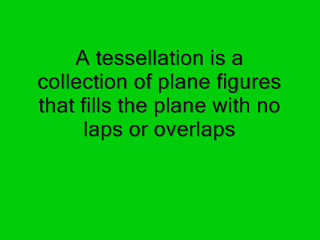 A tessellation is a
collection of plane figures
that fills the plane with no
laps or overlaps